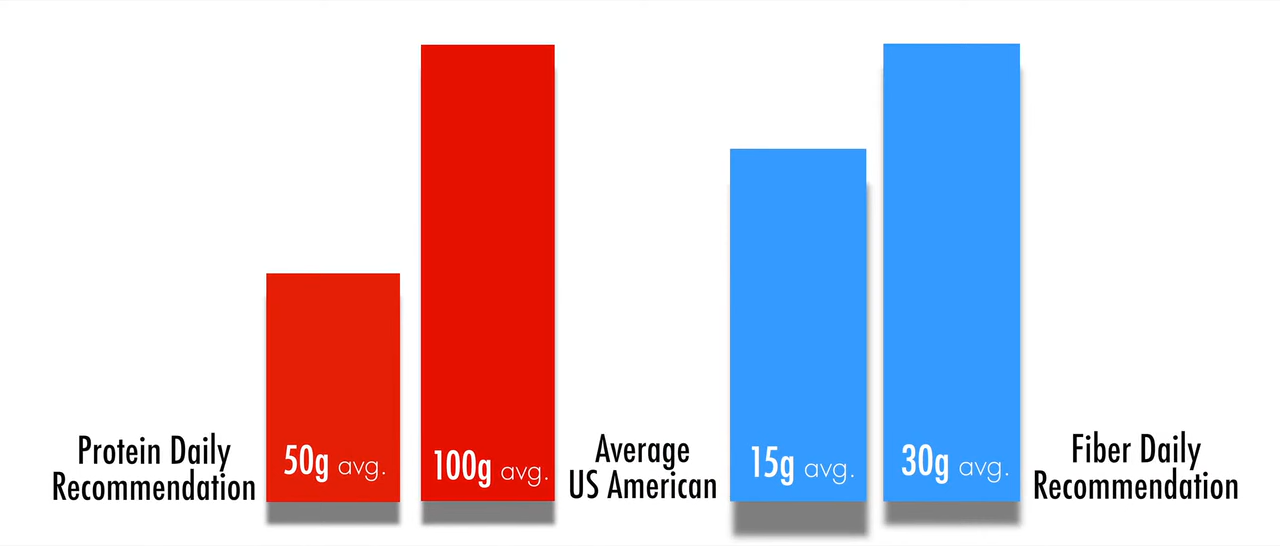 Protein Daily
Recommendation
50g avg.
100g avg.
Average
US American
15g avg.
30g avg.
Fiber Daily
Recommendation